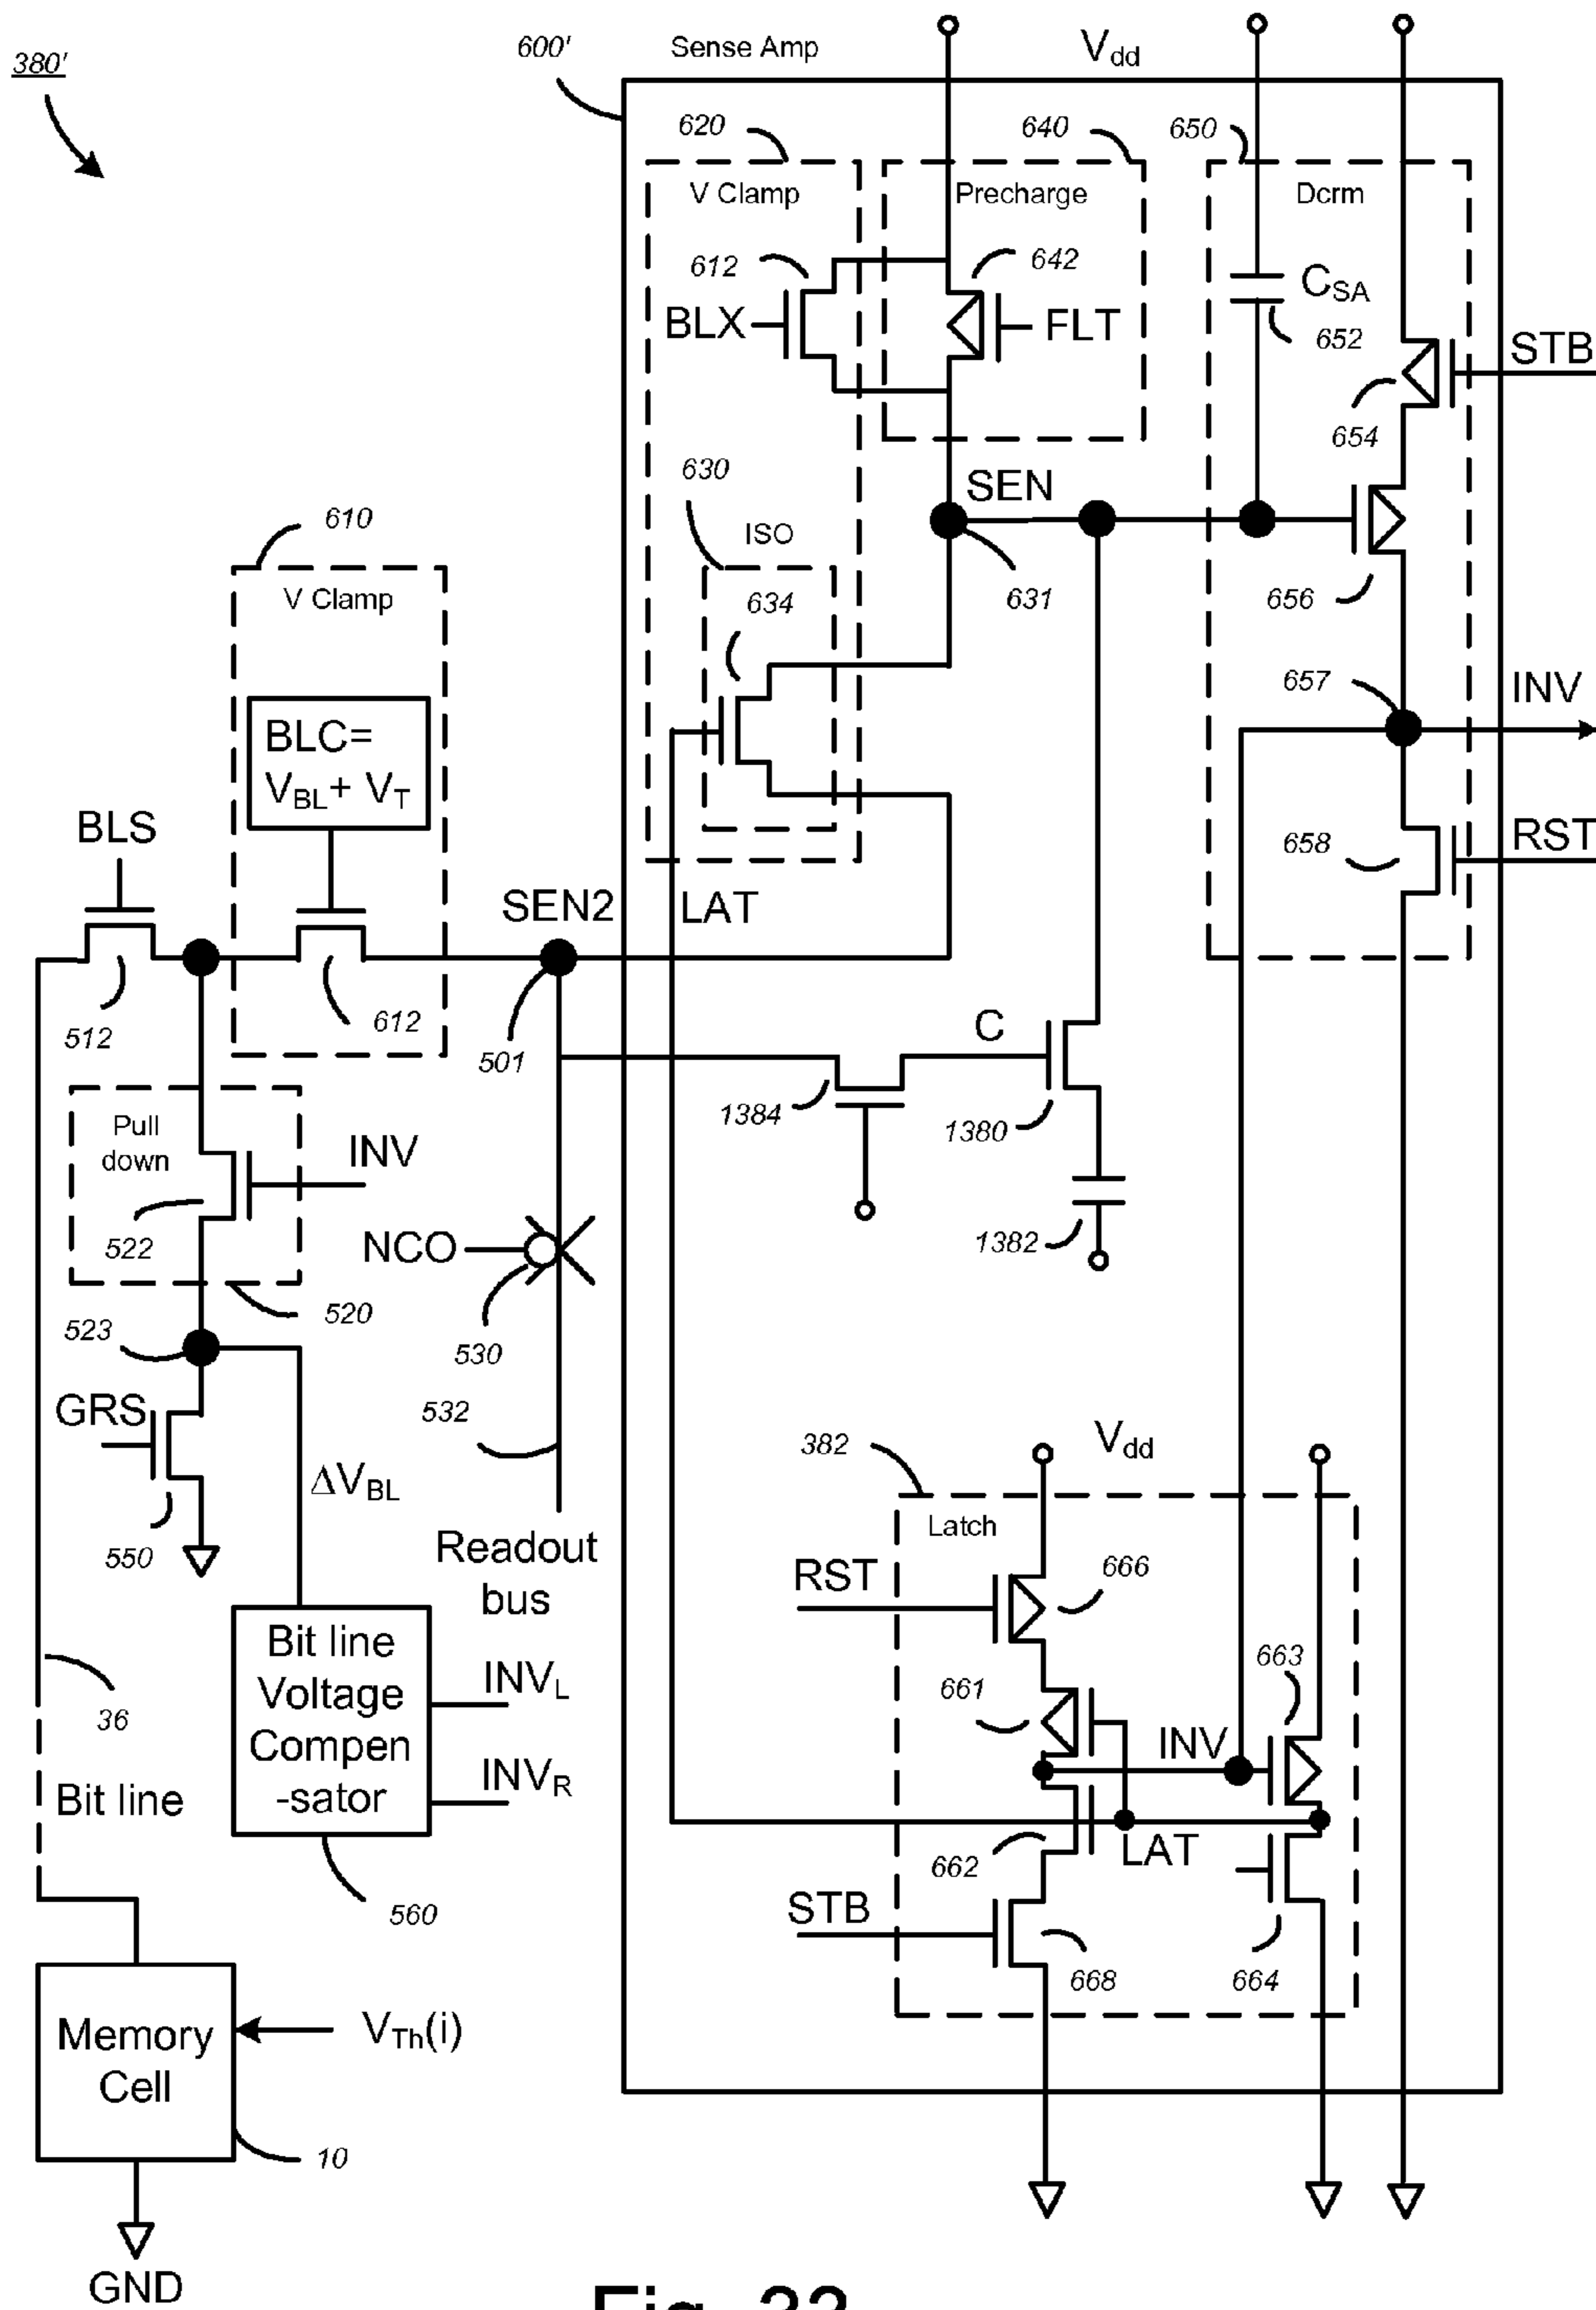 380'
600'
Sense Amp
Vdd
620
640
650
V Clamp
Precharge
Dcrm
612
642
CSA
BLX
FLT
652
STB
654
630
SEN
610
ISO
V Clamp
634
631
656
657
INV
BLC=
VBL+ VT
BLS
658
RST
SEN2
LAT
512
612
501
C
1384
1380
Pull
down
INV
522
NCO
1382
520
523
530
GRS
532
382
Vdd
ΔVBL
Latch
550
Readout
bus
RST
666
Bit line
Voltage
Compen
-sator
INVL
INVR
663
661
36
INV
Bit line
662
LAT
560
STB
668
664
Memory
Cell
VTh(i)
10
GND